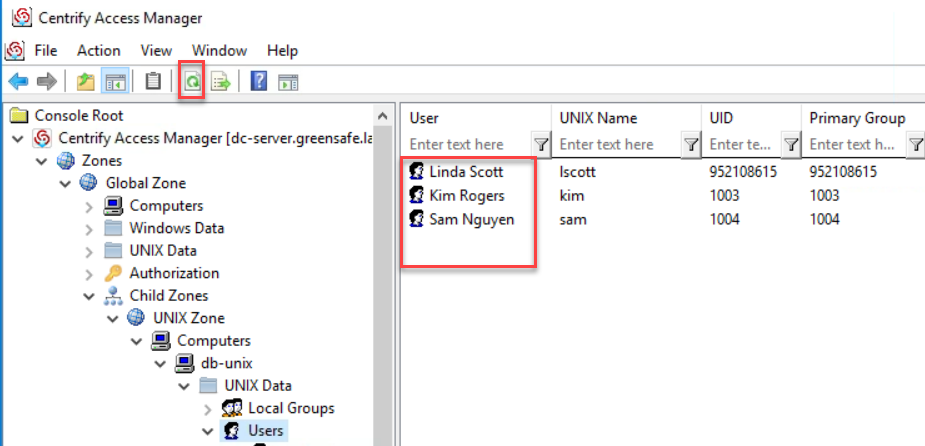 Centrify Access Manager
File Action View Window Help
Console Root
Centrify Access Manager [dc-server.greensafe.la
Zones
Global Zone
Computers
Windows Data
UNIX Data
Authorization
Child Zones
UNIX Zone
Computers
db-unix
UNIX Data
Local Groups
Users
User UNIX Name UID Primary Group
Enter text here Enter text here Enter te... Enter text h...
Linda Scott lscott 952108615 952108615
Kim Rogers kim 1003 1003
Sam Nguyen sam 1004 1004